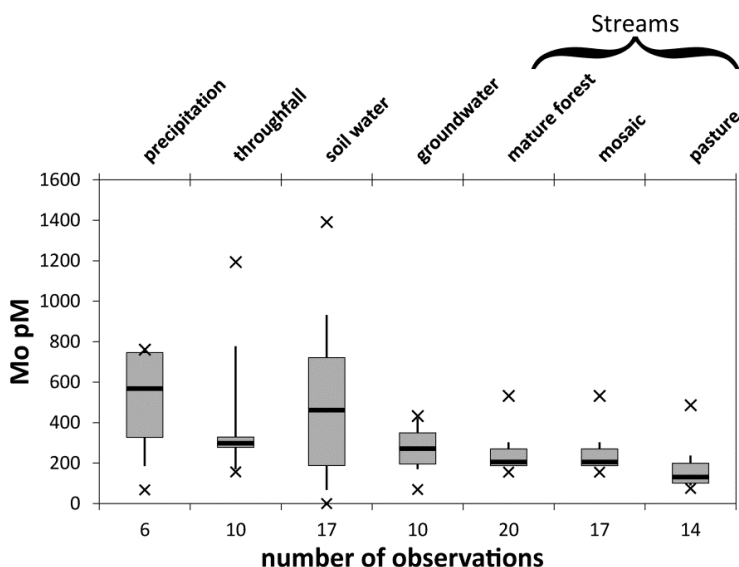 Streams
precipitation
throughfall
soil water
groundwater
mature forest
mosaic
pasture
1600
1400
1200
1000
800
600
400
200
0
Mo pM
6 10 17 10 20 17 14
number of observations